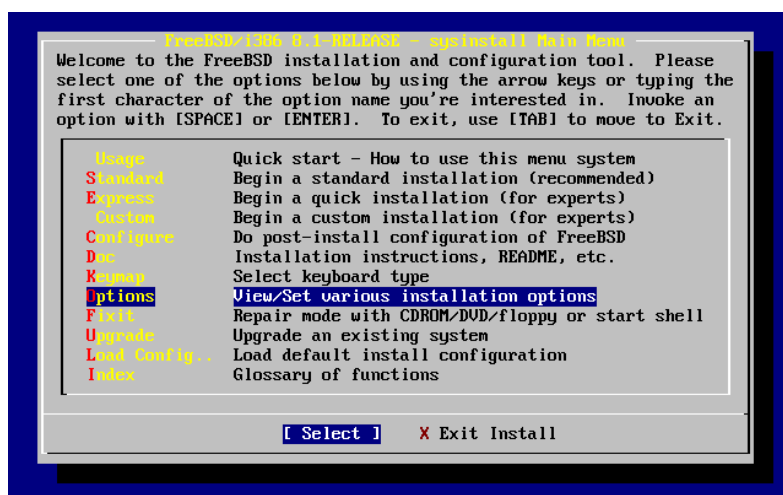 FreeBSD/i386 8.1-RELEASE - sysinstall Main Menu
Welcome to the FreeBSD installation and configuration tool.  Please
select one of the options below by using the arrow keys or typing the
first character of the option name you're interested in.  Invoke an
option with [SPACE] or [ENTER].  To exit, use [TAB] to move to Exit.
Usage Quick start - How to use this menu system
Standard Begin a standard installation (recommended)
Express Begin a quick installation (for experts)
Custom Begin a custom installation (for experts)
Configure Do post-install configuration of FreeBSD
Doc Installation instructions, README, etc.
Keymap Select keyboard type
Options View/Set various installation options
Fixit Repair mode with CDROM/DVD/floppy or start shell
Upgrade Upgrade an existing system
Load Config.. Load default install configuration
Index Glossary of functions
[ Select ] X Exit Install